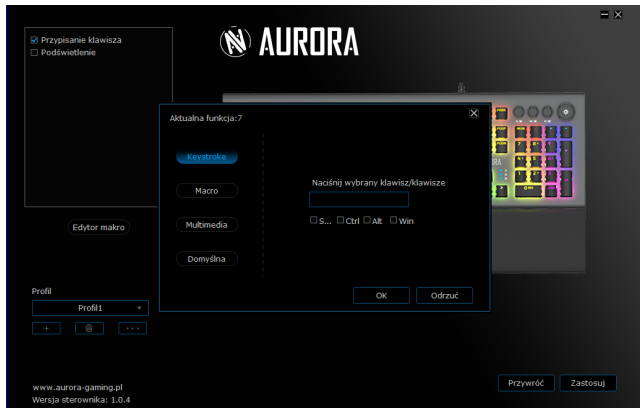 Przypisanie klawisza
Podświetlenie
AURORA
Aktualna funkcja:7
Keystroke
Macro
Multimedia
Domyślna
Naciśnij wybrany klawisz/klawisze
S... Ctrl Alt Win
OK Odrzuć
Edytor makro
Profil
Profil1
+ ...
www.aurora-gaming.pl
Wersja sterownika: 1.0.4
Przywróć Zastosuj